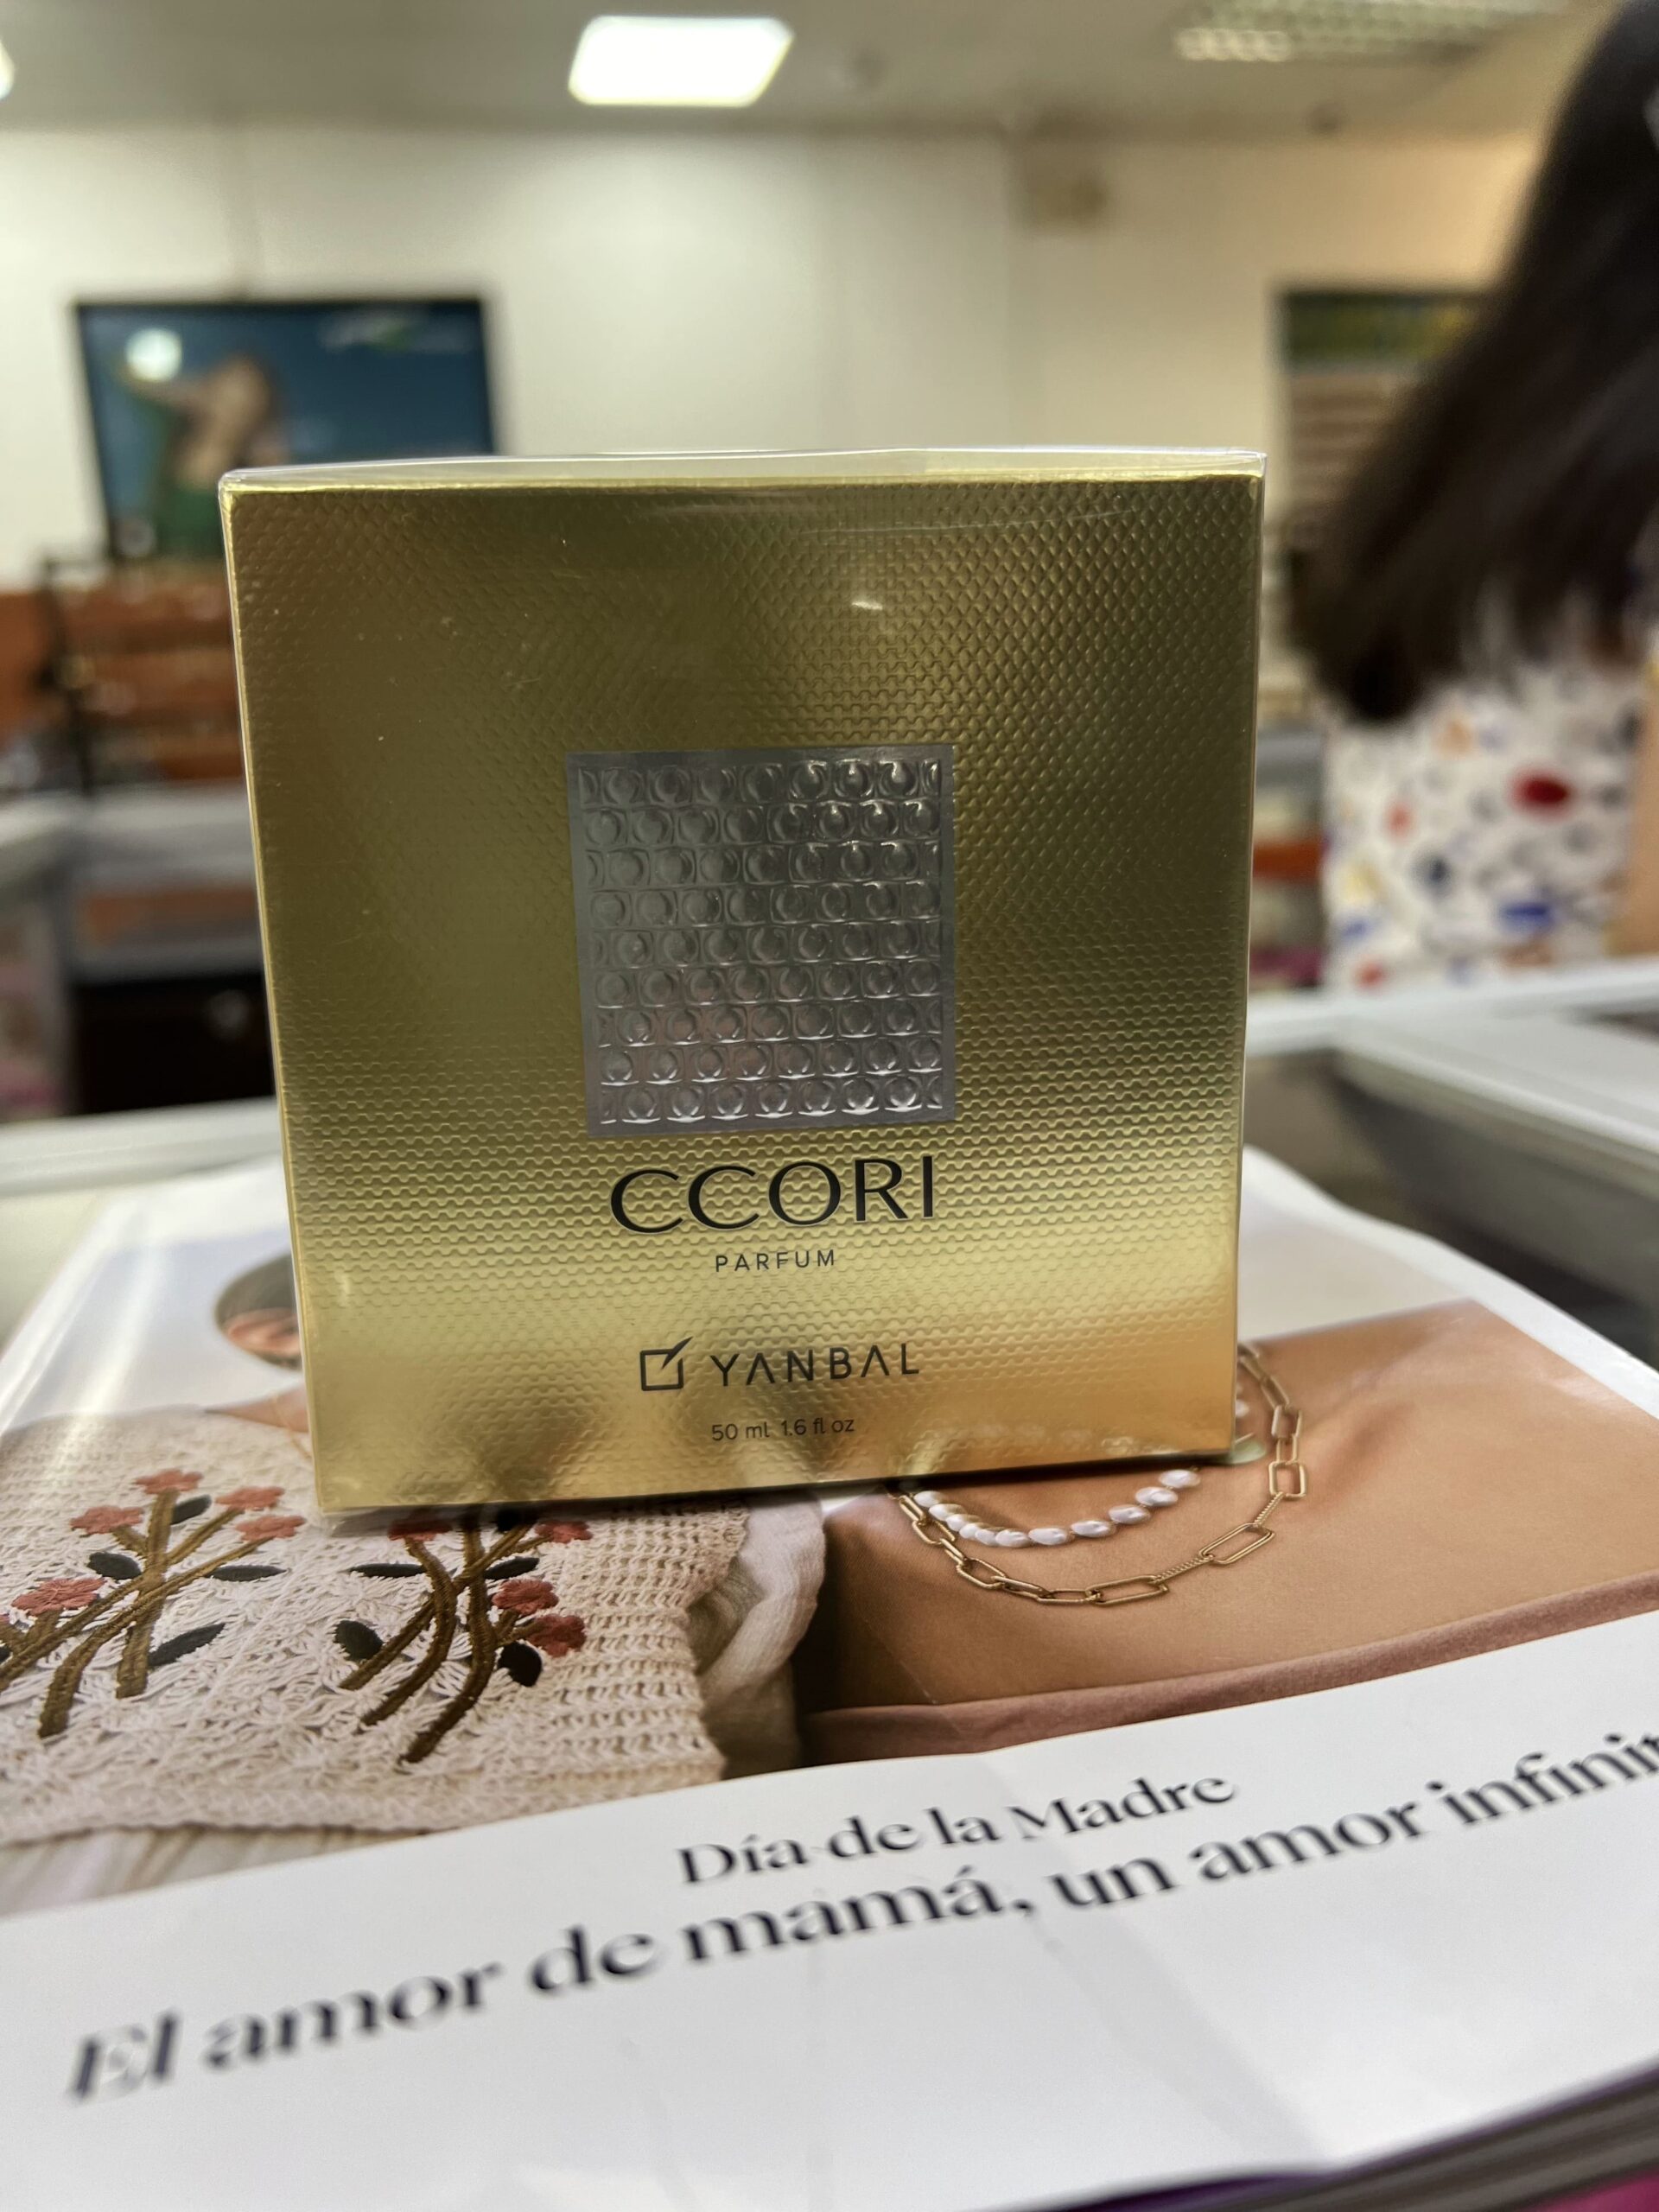 CCORI
PARFUM
YANBAL
50 ml 1.6 fl oz
Día de la Madre
El amor de mamá, un amor